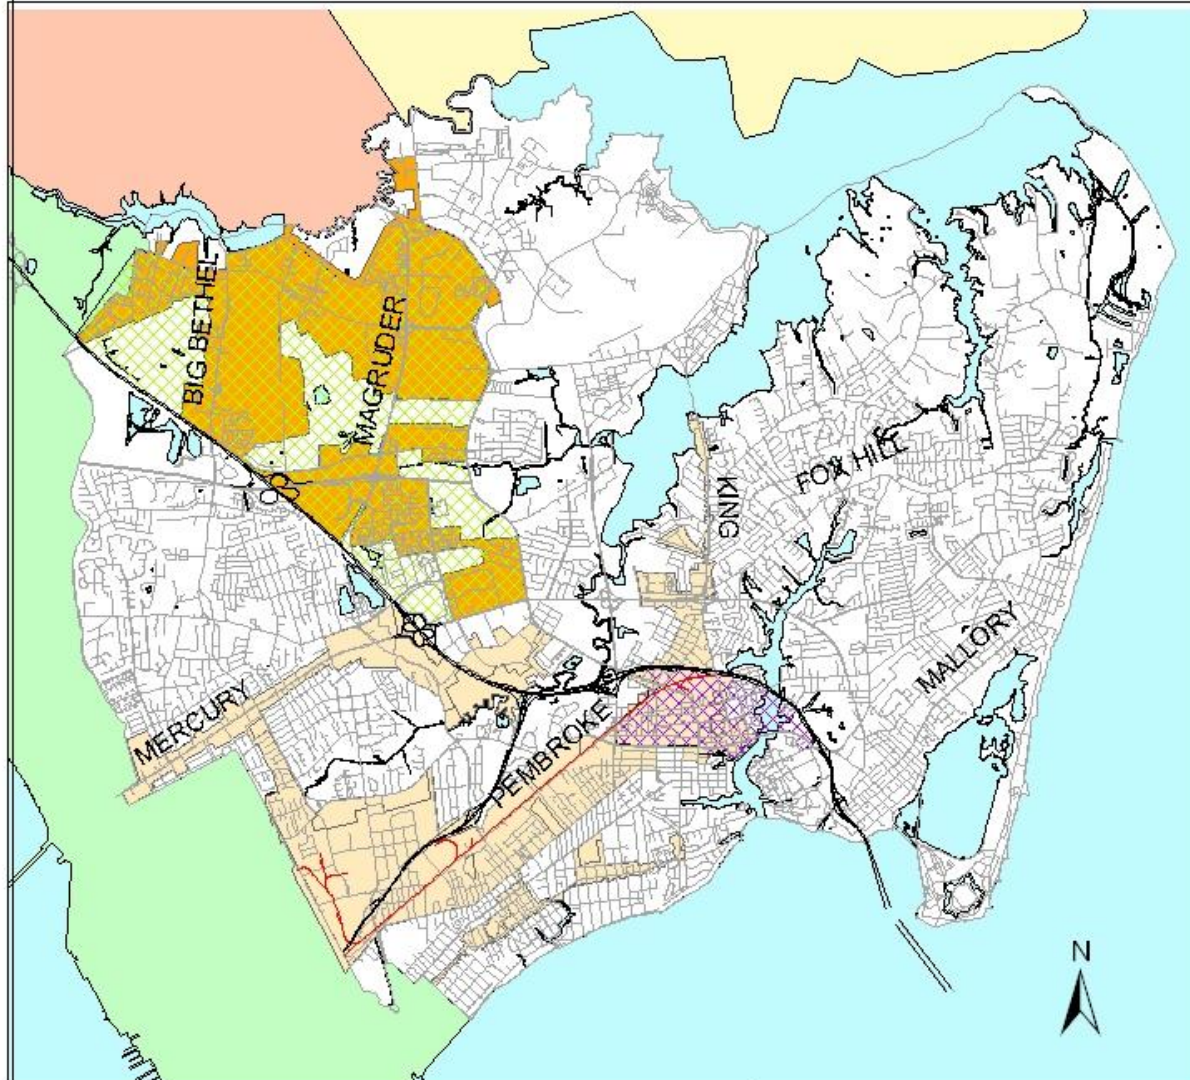 BIG BETHEL
MAGRUDER
FOX HILL
KING
MALLORY
MERCURY
PEMBROKE
N